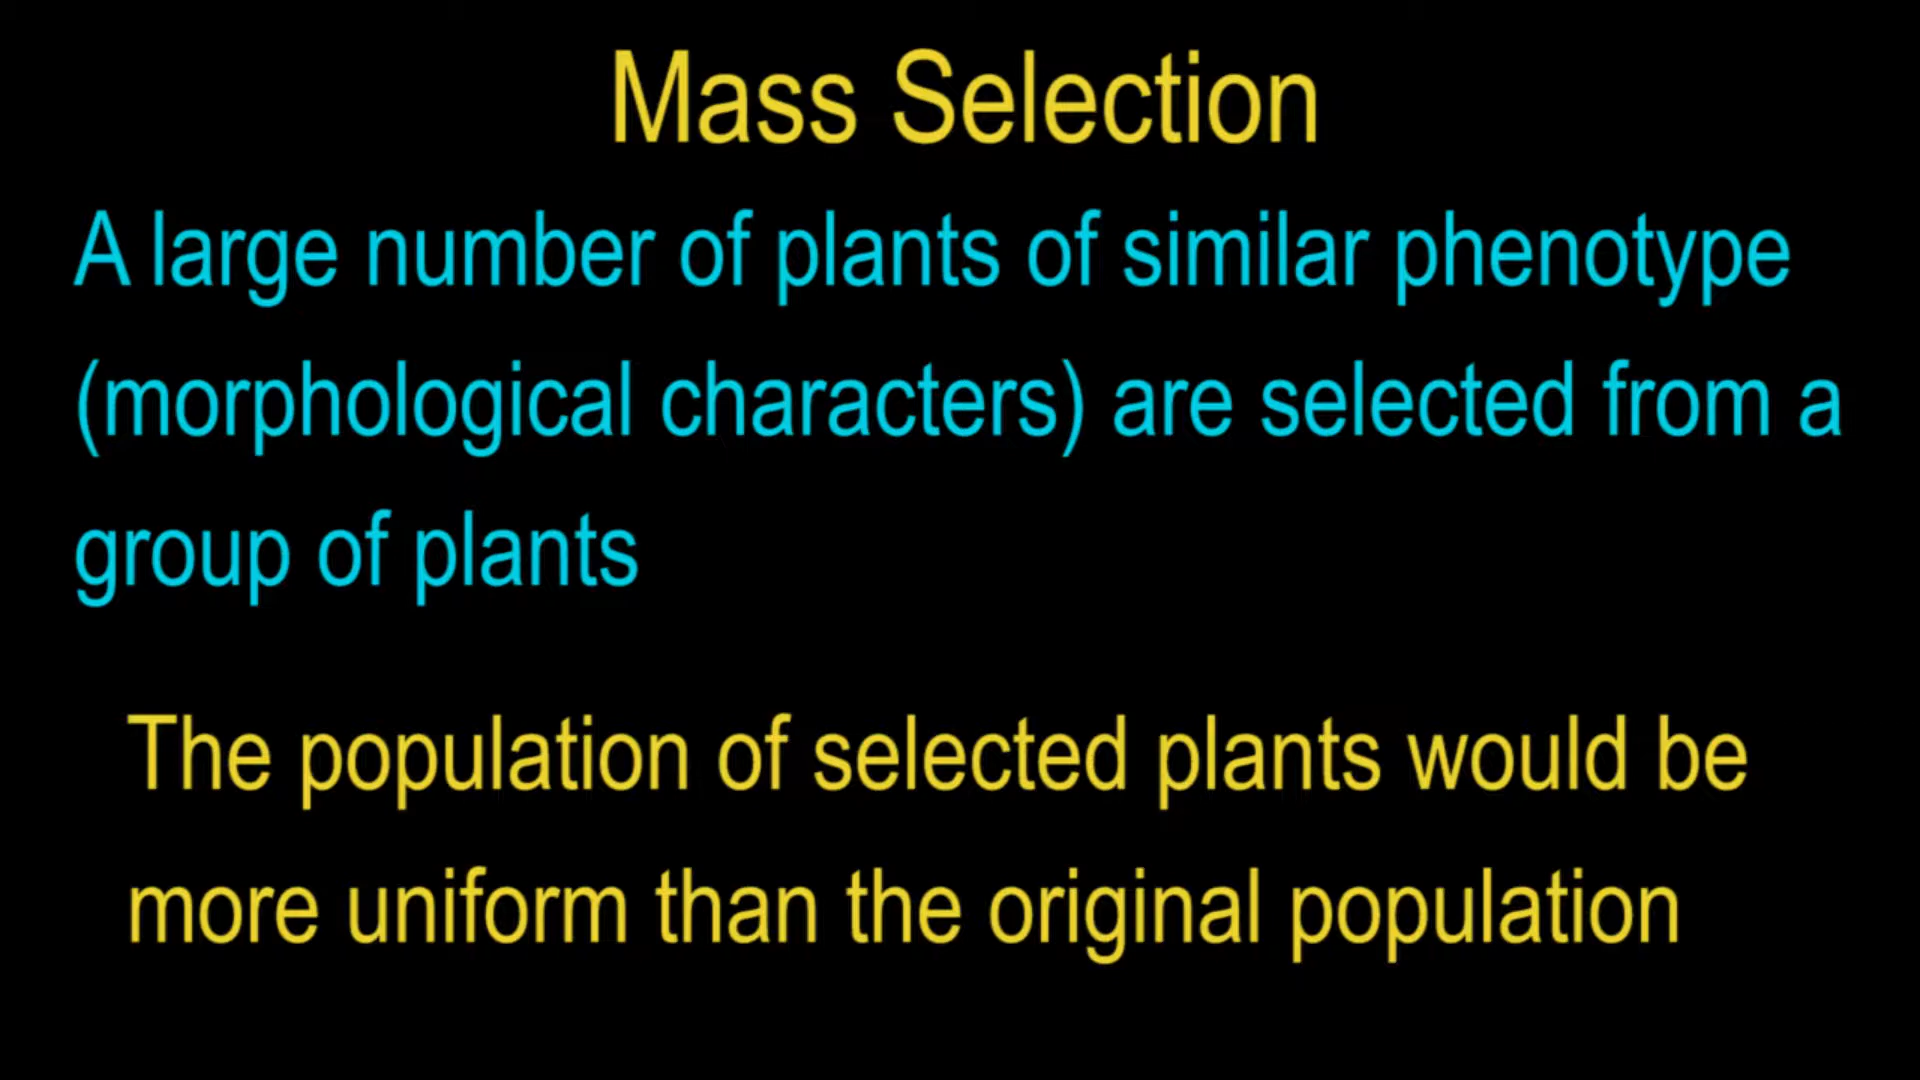 Mass Selection
A large number of plants of similar phenotype
(morphological characters) are selected from a
group of plants
The population of selected plants would be
more uniform than the original population